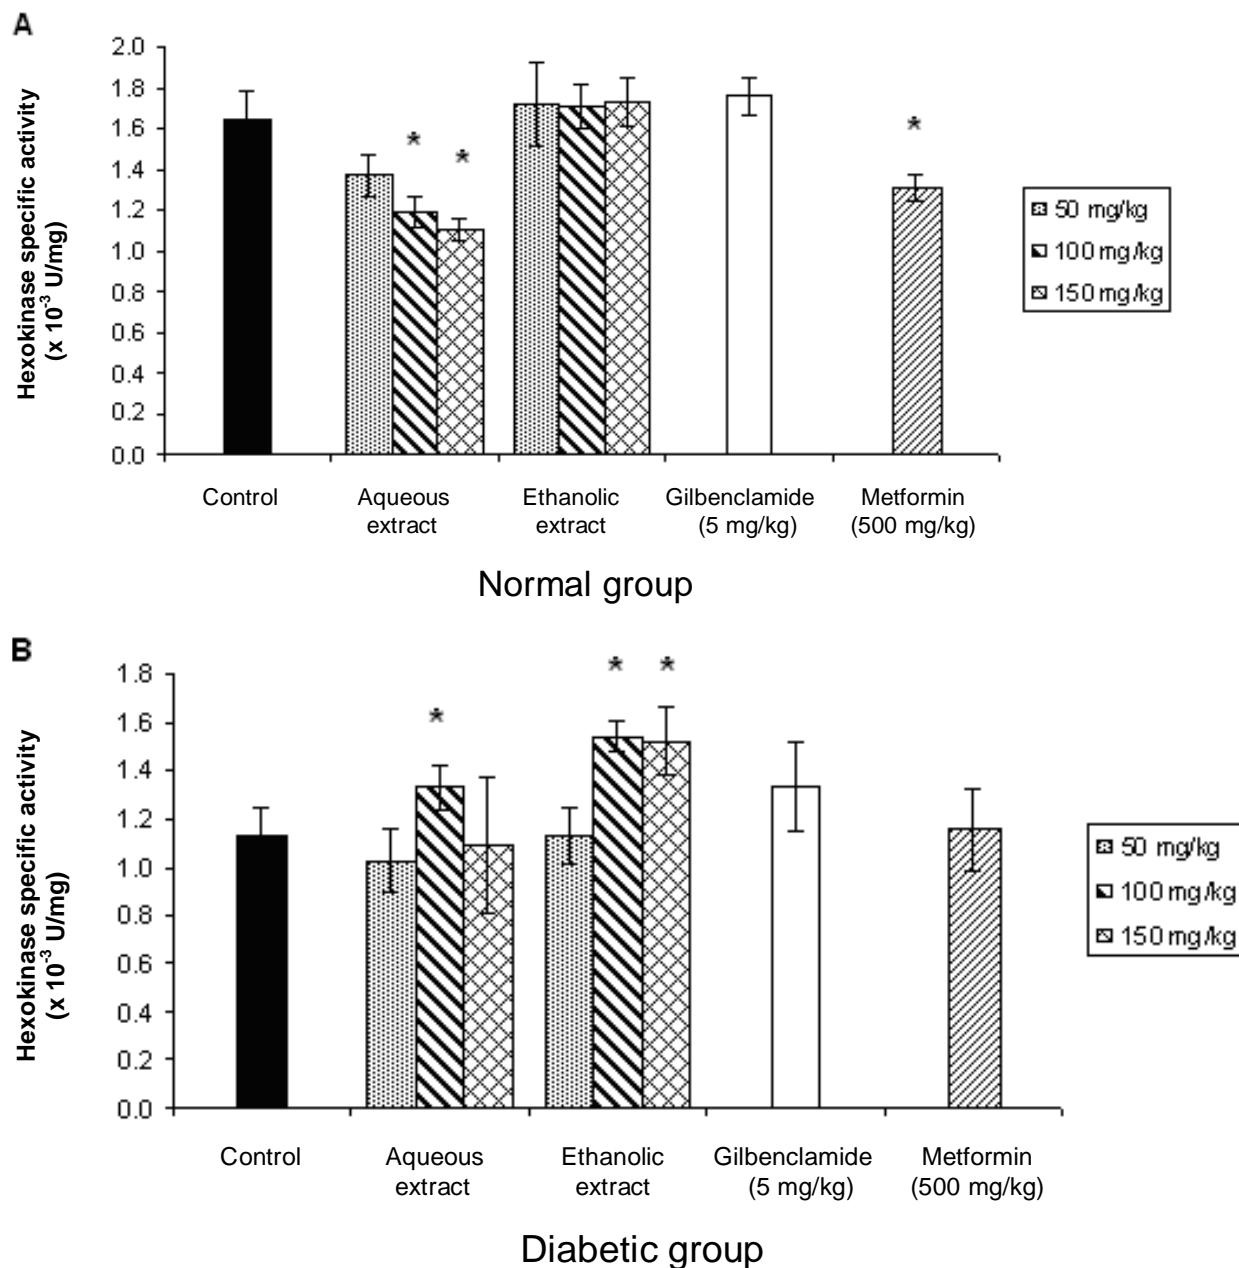 A
Hexokinase specific activity
(x 10⁻³ U/mg)
2.0
1.8
1.6
1.4
1.2
1.0
0.8
0.6
0.4
0.2
0.0
*
*
*
50 mg/kg
100 mg/kg
150 mg/kg
Control
Aqueous
extract
Ethanolic
extract
Gilbenclamide
(5 mg/kg)
Metformin
(500 mg/kg)
Normal group
B
Hexokinase specific activity
(x 10⁻³ U/mg)
1.8
1.6
1.4
1.2
1.0
0.8
0.6
0.4
0.2
0.0
*
*
*
50 mg/kg
100 mg/kg
150 mg/kg
Control
Aqueous
extract
Ethanolic
extract
Gilbenclamide
(5 mg/kg)
Metformin
(500 mg/kg)
Diabetic group